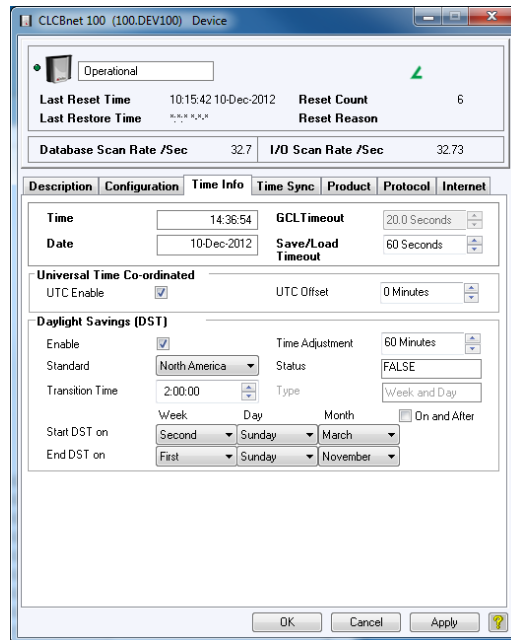 CLCBnet 100 (100.DEV100) Device
Operational
Last Reset Time 10:15:42 10-Dec-2012 Reset Count 6
Last Restore Time *:*:* *.*.* Reset Reason
Database Scan Rate /Sec 32.7 I/O Scan Rate /Sec 32.73
Description Configuration Time Info Time Sync Product Protocol Internet
Time 14:36:54 GCLTimeout 20.0 Seconds
Date 10-Dec-2012 Save/Load Timeout 60 Seconds
Universal Time Co-ordinated
UTC Enable UTC Offset 0 Minutes
Daylight Savings (DST)
Enable Time Adjustment 60 Minutes
Standard North America Status FALSE
Transition Time 2:00:00 Type Week and Day
Week Day Month On and After
Start DST on Second Sunday March
End DST on First Sunday November
OK Cancel Apply ?